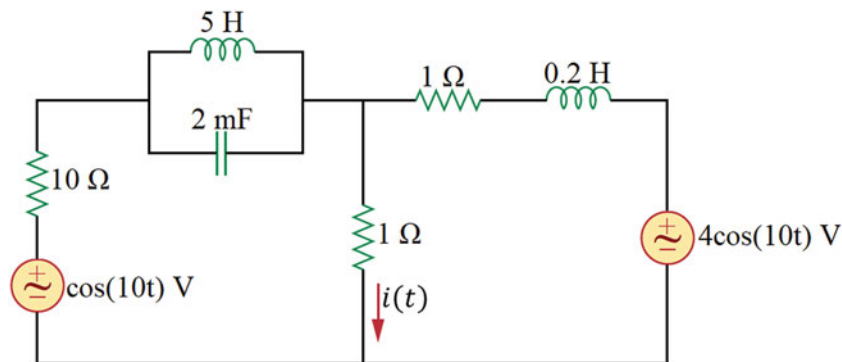 5 H
1 Ω
0.2 H
2 mF
10 Ω
1 Ω
+
−
cos(10t) V
i(t)
+
−
4cos(10t) V